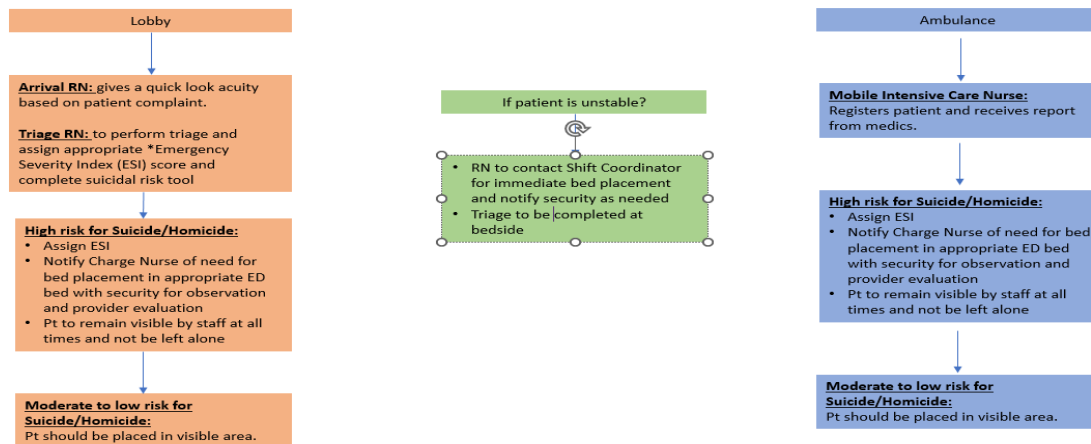 Lobby
Arrival RN: gives a quick look acuity
based on patient complaint.
Triage RN: to perform triage and
assign appropriate *Emergency
Severity Index (ESI) score and
complete suicidal risk tool
High risk for Suicide/Homicide:
• Assign ESI
• Notify Charge Nurse of need for
bed placement in appropriate ED
bed with security for observation
and provider evaluation
• Pt to remain visible by staff at all
times and not be left alone
Moderate to low risk for
Suicide/Homicide:
Pt should be placed in visible area.
If patient is unstable?
• RN to contact Shift Coordinator
for immediate bed placement
and notify security as needed
• Triage to be completed at
bedside
Ambulance
Mobile Intensive Care Nurse:
Registers patient and receives report
from medics.
High risk for Suicide/Homicide:
• Assign ESI
• Notify Charge Nurse of need for bed
placement in appropriate ED bed
with security for observation and
provider evaluation
• Pt to remain visible by staff at all
times and not be left alone
Moderate to low risk for
Suicide/Homicide:
Pt should be placed in visible area.